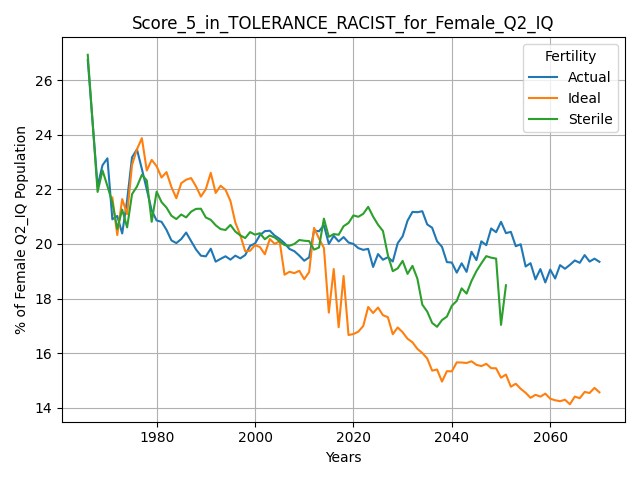 Score_5_in_TOLERANCE_RACIST_for_Female_Q2_IQ
Fertility
Actual
Ideal
Sterile
% of Female Q2_IQ Population
26
24
22
20
18
16
14
1980
2000
2020
2040
2060
Years